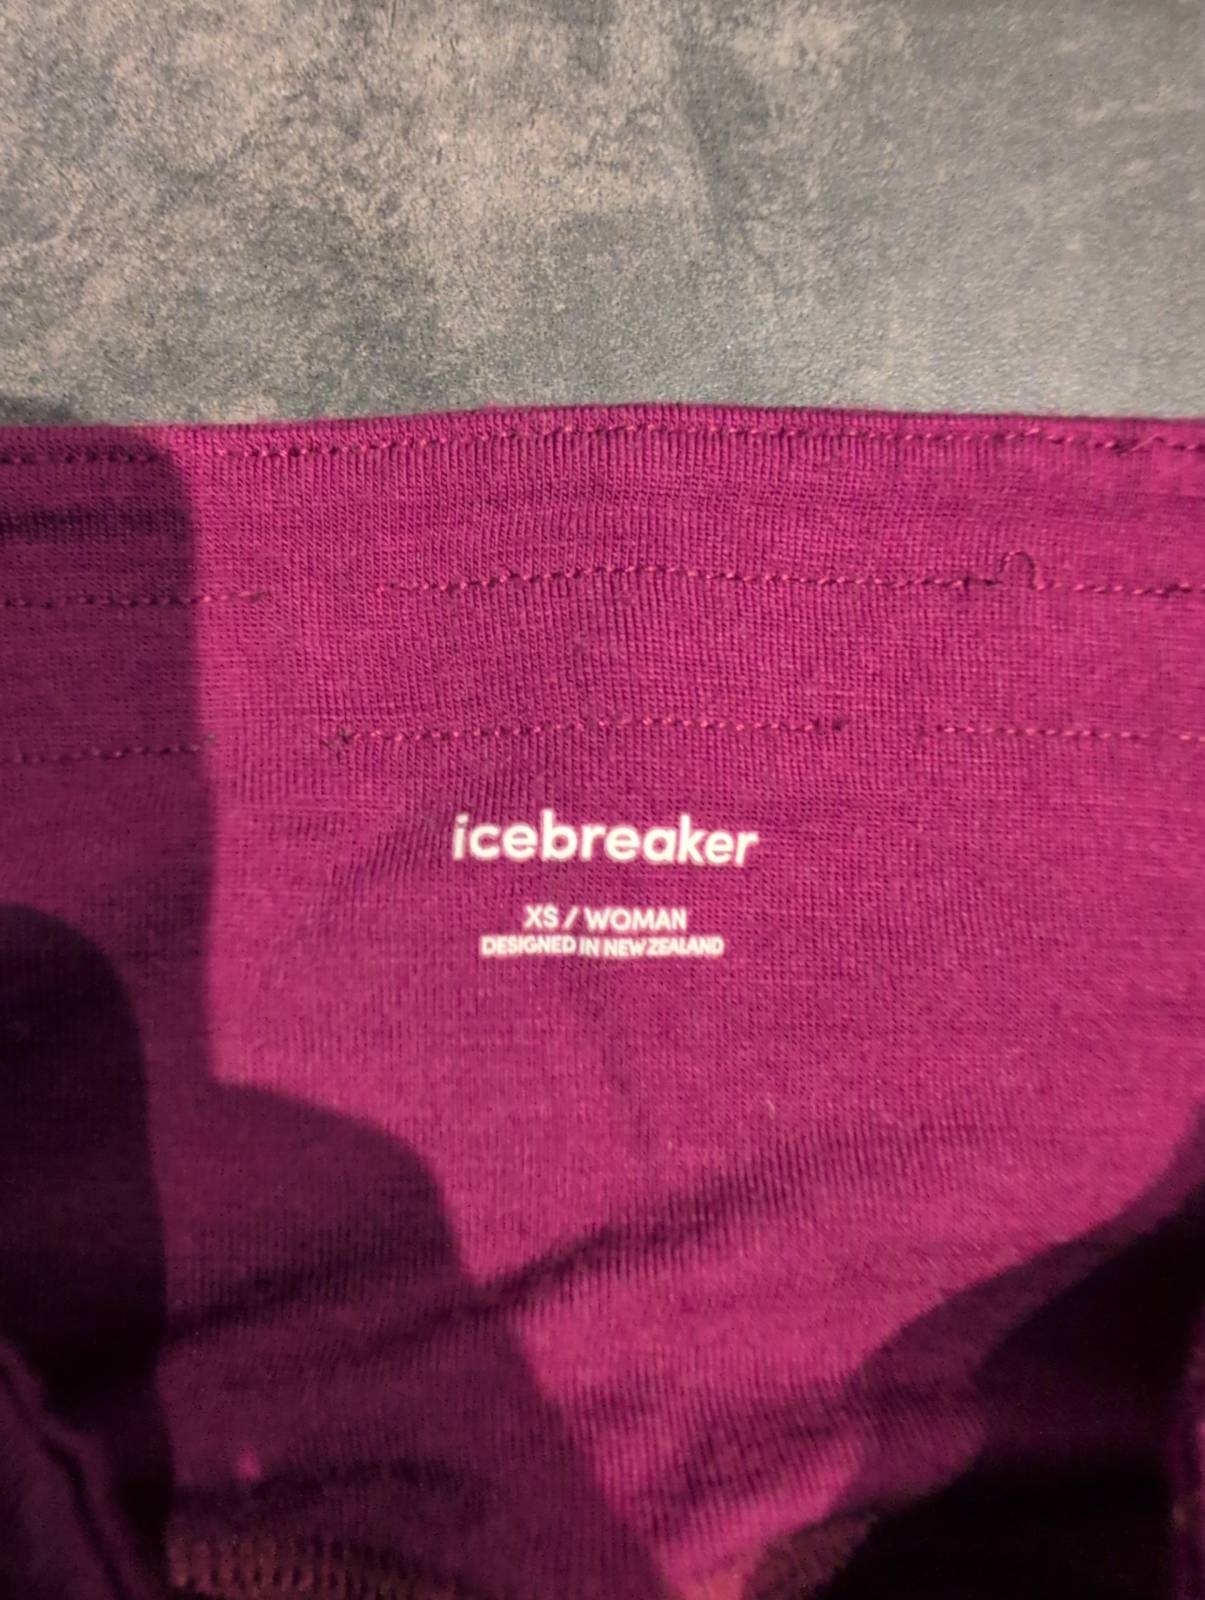 icebreaker
XS / WOMAN
DESIGNED IN NEW ZEALAND